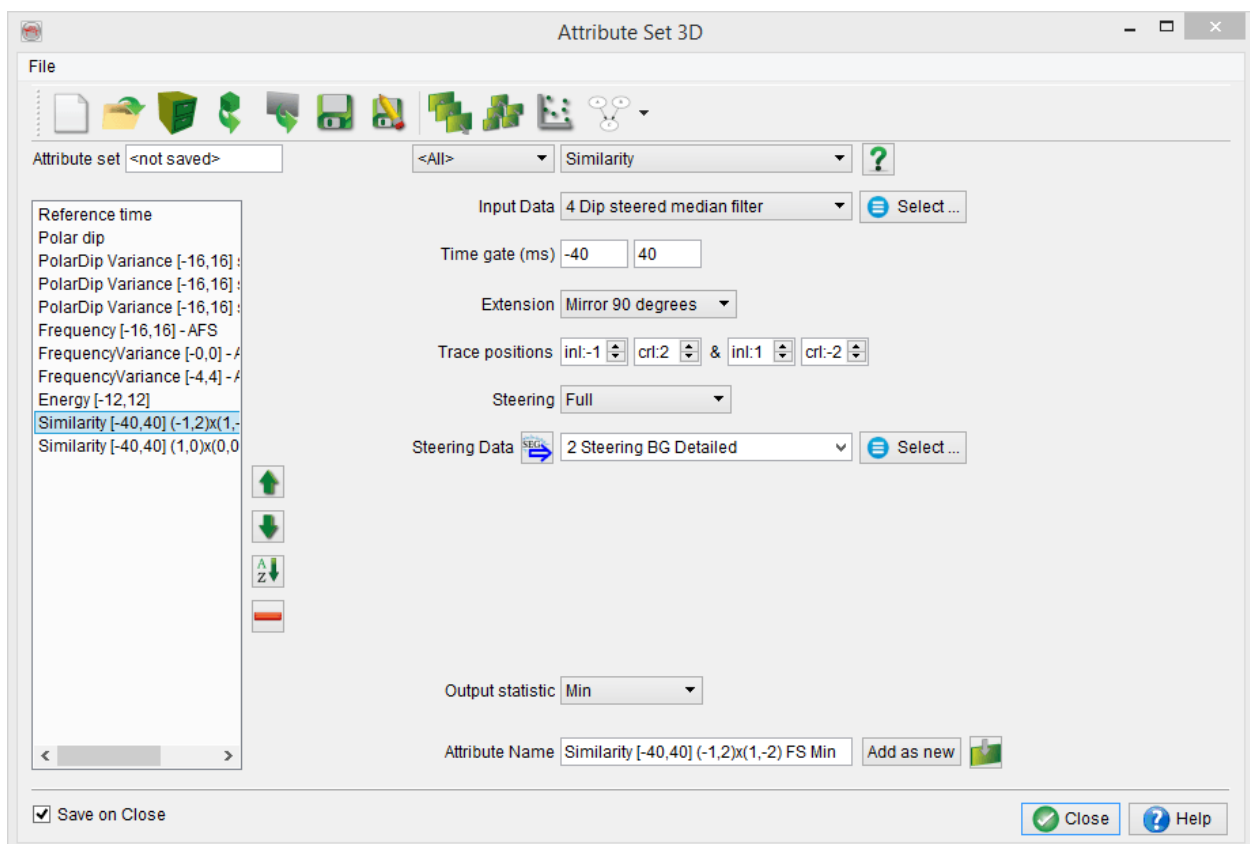 Attribute Set 3D
File
Attribute set <not saved> <All> Similarity ?
Input Data 4 Dip steered median filter Select ...
Time gate (ms) -40 40
Extension Mirror 90 degrees
Trace positions inl:-1 crl:2 & inl:1 crl:-2
Steering Full
Steering Data SEG 2 Steering BG Detailed Select ...
Reference time
Polar dip
PolarDip Variance [-16,16] s
PolarDip Variance [-16,16] s
PolarDip Variance [-16,16] s
Frequency [-16,16] - AFS
FrequencyVariance [-0,0] - A
FrequencyVariance [-4,4] - A
Energy [-12,12]
Similarity [-40,40] (-1,2)x(1,-
Similarity [-40,40] (1,0)x(0,0
A
Z
Output statistic Min
Attribute Name Similarity [-40,40] (-1,2)x(1,-2) FS Min Add as new
Save on Close Close ? Help